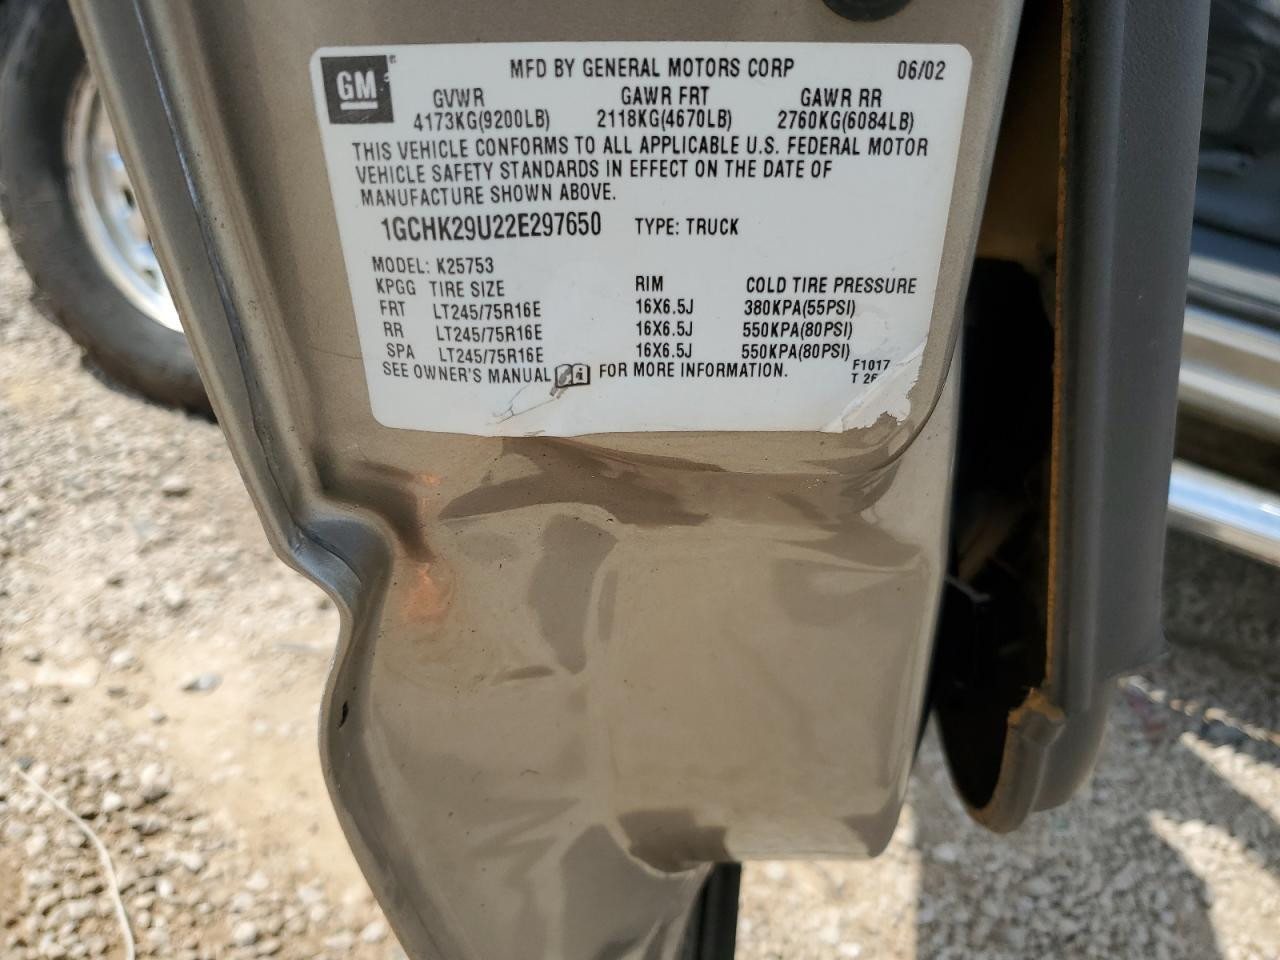 GM
MFD BY GENERAL MOTORS CORP 06/02
GVWR GAWR FRT GAWR RR
4173KG(9200LB) 2118KG(4670LB) 2760KG(6084LB)
THIS VEHICLE CONFORMS TO ALL APPLICABLE U.S. FEDERAL MOTOR
VEHICLE SAFETY STANDARDS IN EFFECT ON THE DATE OF
MANUFACTURE SHOWN ABOVE.
1GCHK29U22E297650 TYPE: TRUCK
MODEL: K25753
KPGG TIRE SIZE RIM COLD TIRE PRESSURE
FRT LT245/75R16E 16X6.5J 380KPA(55PSI)
RR LT245/75R16E 16X6.5J 550KPA(80PSI)
SPA LT245/75R16E 16X6.5J 550KPA(80PSI)
SEE OWNER'S MANUAL FOR MORE INFORMATION.
F1017
T